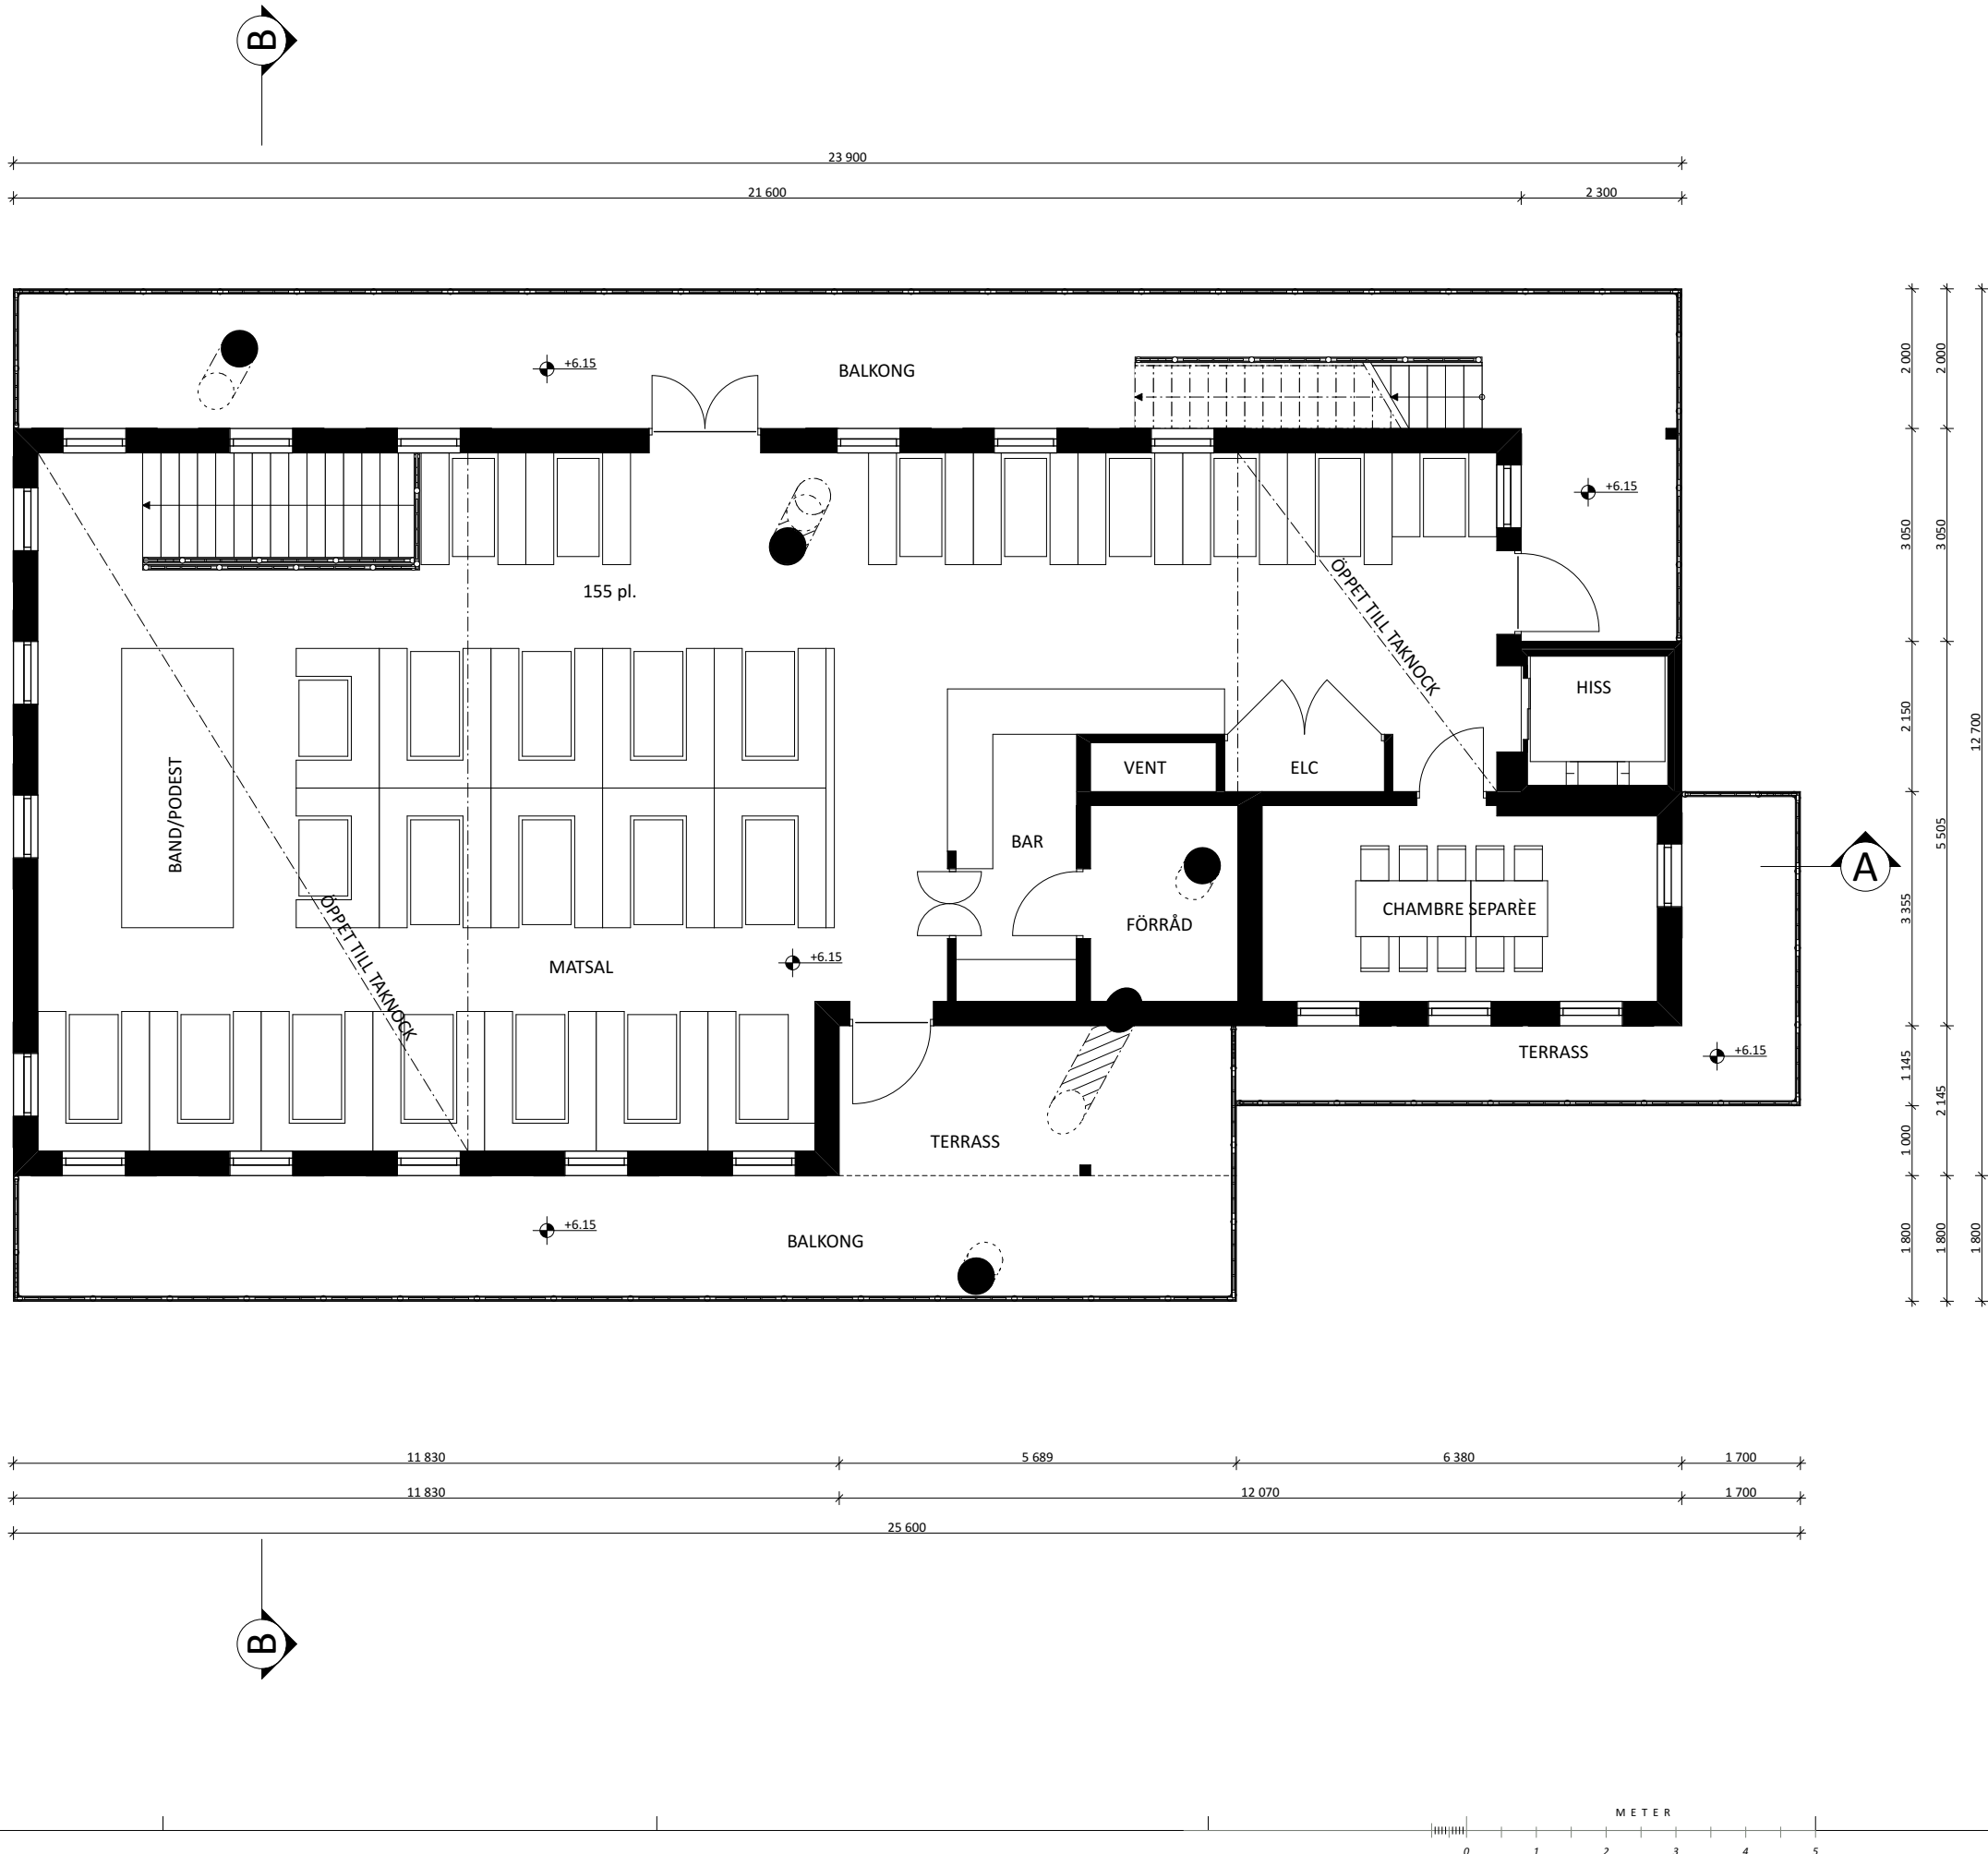 B
23 900
21 600
2 300
+6.15
BALKONG
2 000
2 000
+6.15
3 050
3 050
155 pl.
ÖPPET TILL TAKNOCK
HISS
2 150
12 700
VENT
ELC
BAND/PODEST
BAR
5 505
A
ÖPPET TILL TAKNOCK
CHAMBRE SEPARÈE
3 355
FÖRRÅD
MATSAL
+6.15
TERRASS
+6.15
1 145
2 145
TERRASS
1 000
+6.15
BALKONG
1 800
1 800
1 800
11 830
5 689
6 380
1 700
11 830
12 070
1 700
25 600
B
METER
0 1 2 3 4 5